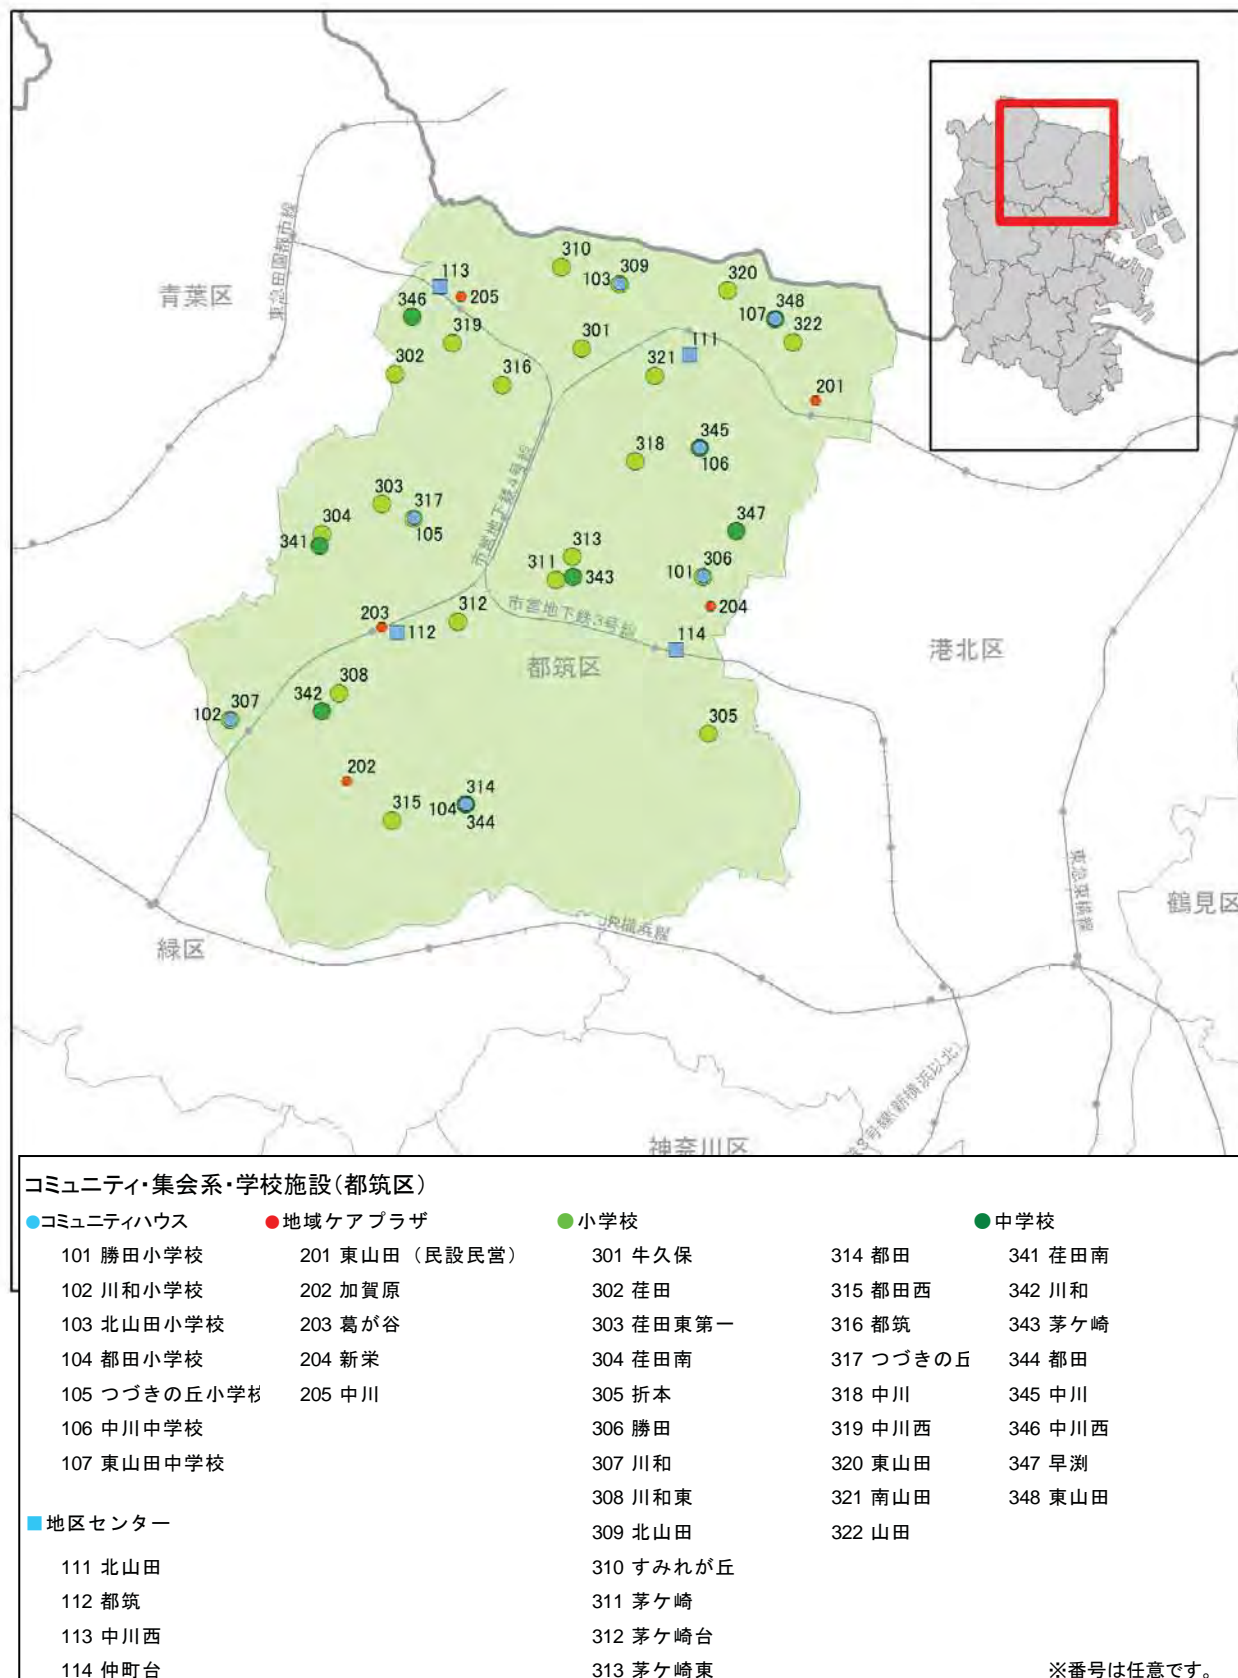 東急田園都市線
青葉区
113
205
346
319
302
316
310
309
103
301
320
348
107
322
111
321
201
345
106
318
市営地下鉄4号線
303
317
105
304
341
347
313
311
343
306
101
204
市営地下鉄3号線
312
203
112
114
都筑区
港北区
308
342
307
102
305
202
314
104
344
315
東急東横線
鶴見区
緑区
JR横浜線
3号線(新横浜以北)
神奈川区
コミュニティ・集会系・学校施設(都筑区)
●コミュニティハウス
101 勝田小学校
102 川和小学校
103 北山田小学校
104 都田小学校
105 つづきの丘小学校
106 中川中学校
107 東山田中学校
■地区センター
111 北山田
112 都筑
113 中川西
114 仲町台
●地域ケアプラザ
201 東山田(民設民営)
202 加賀原
203 葛が谷
204 新栄
205 中川
●小学校
301 牛久保
302 荏田
303 荏田東第一
304 荏田南
305 折本
306 勝田
307 川和
308 川和東
309 北山田
310 すみれが丘
311 茅ケ崎
312 茅ケ崎台
313 茅ケ崎東
314 都田
315 都田西
316 都筑
317 つづきの丘
318 中川
319 中川西
320 東山田
321 南山田
322 山田
●中学校
341 荏田南
342 川和
343 茅ケ崎
344 都田
345 中川
346 中川西
347 早渕
348 東山田
※番号は任意です。